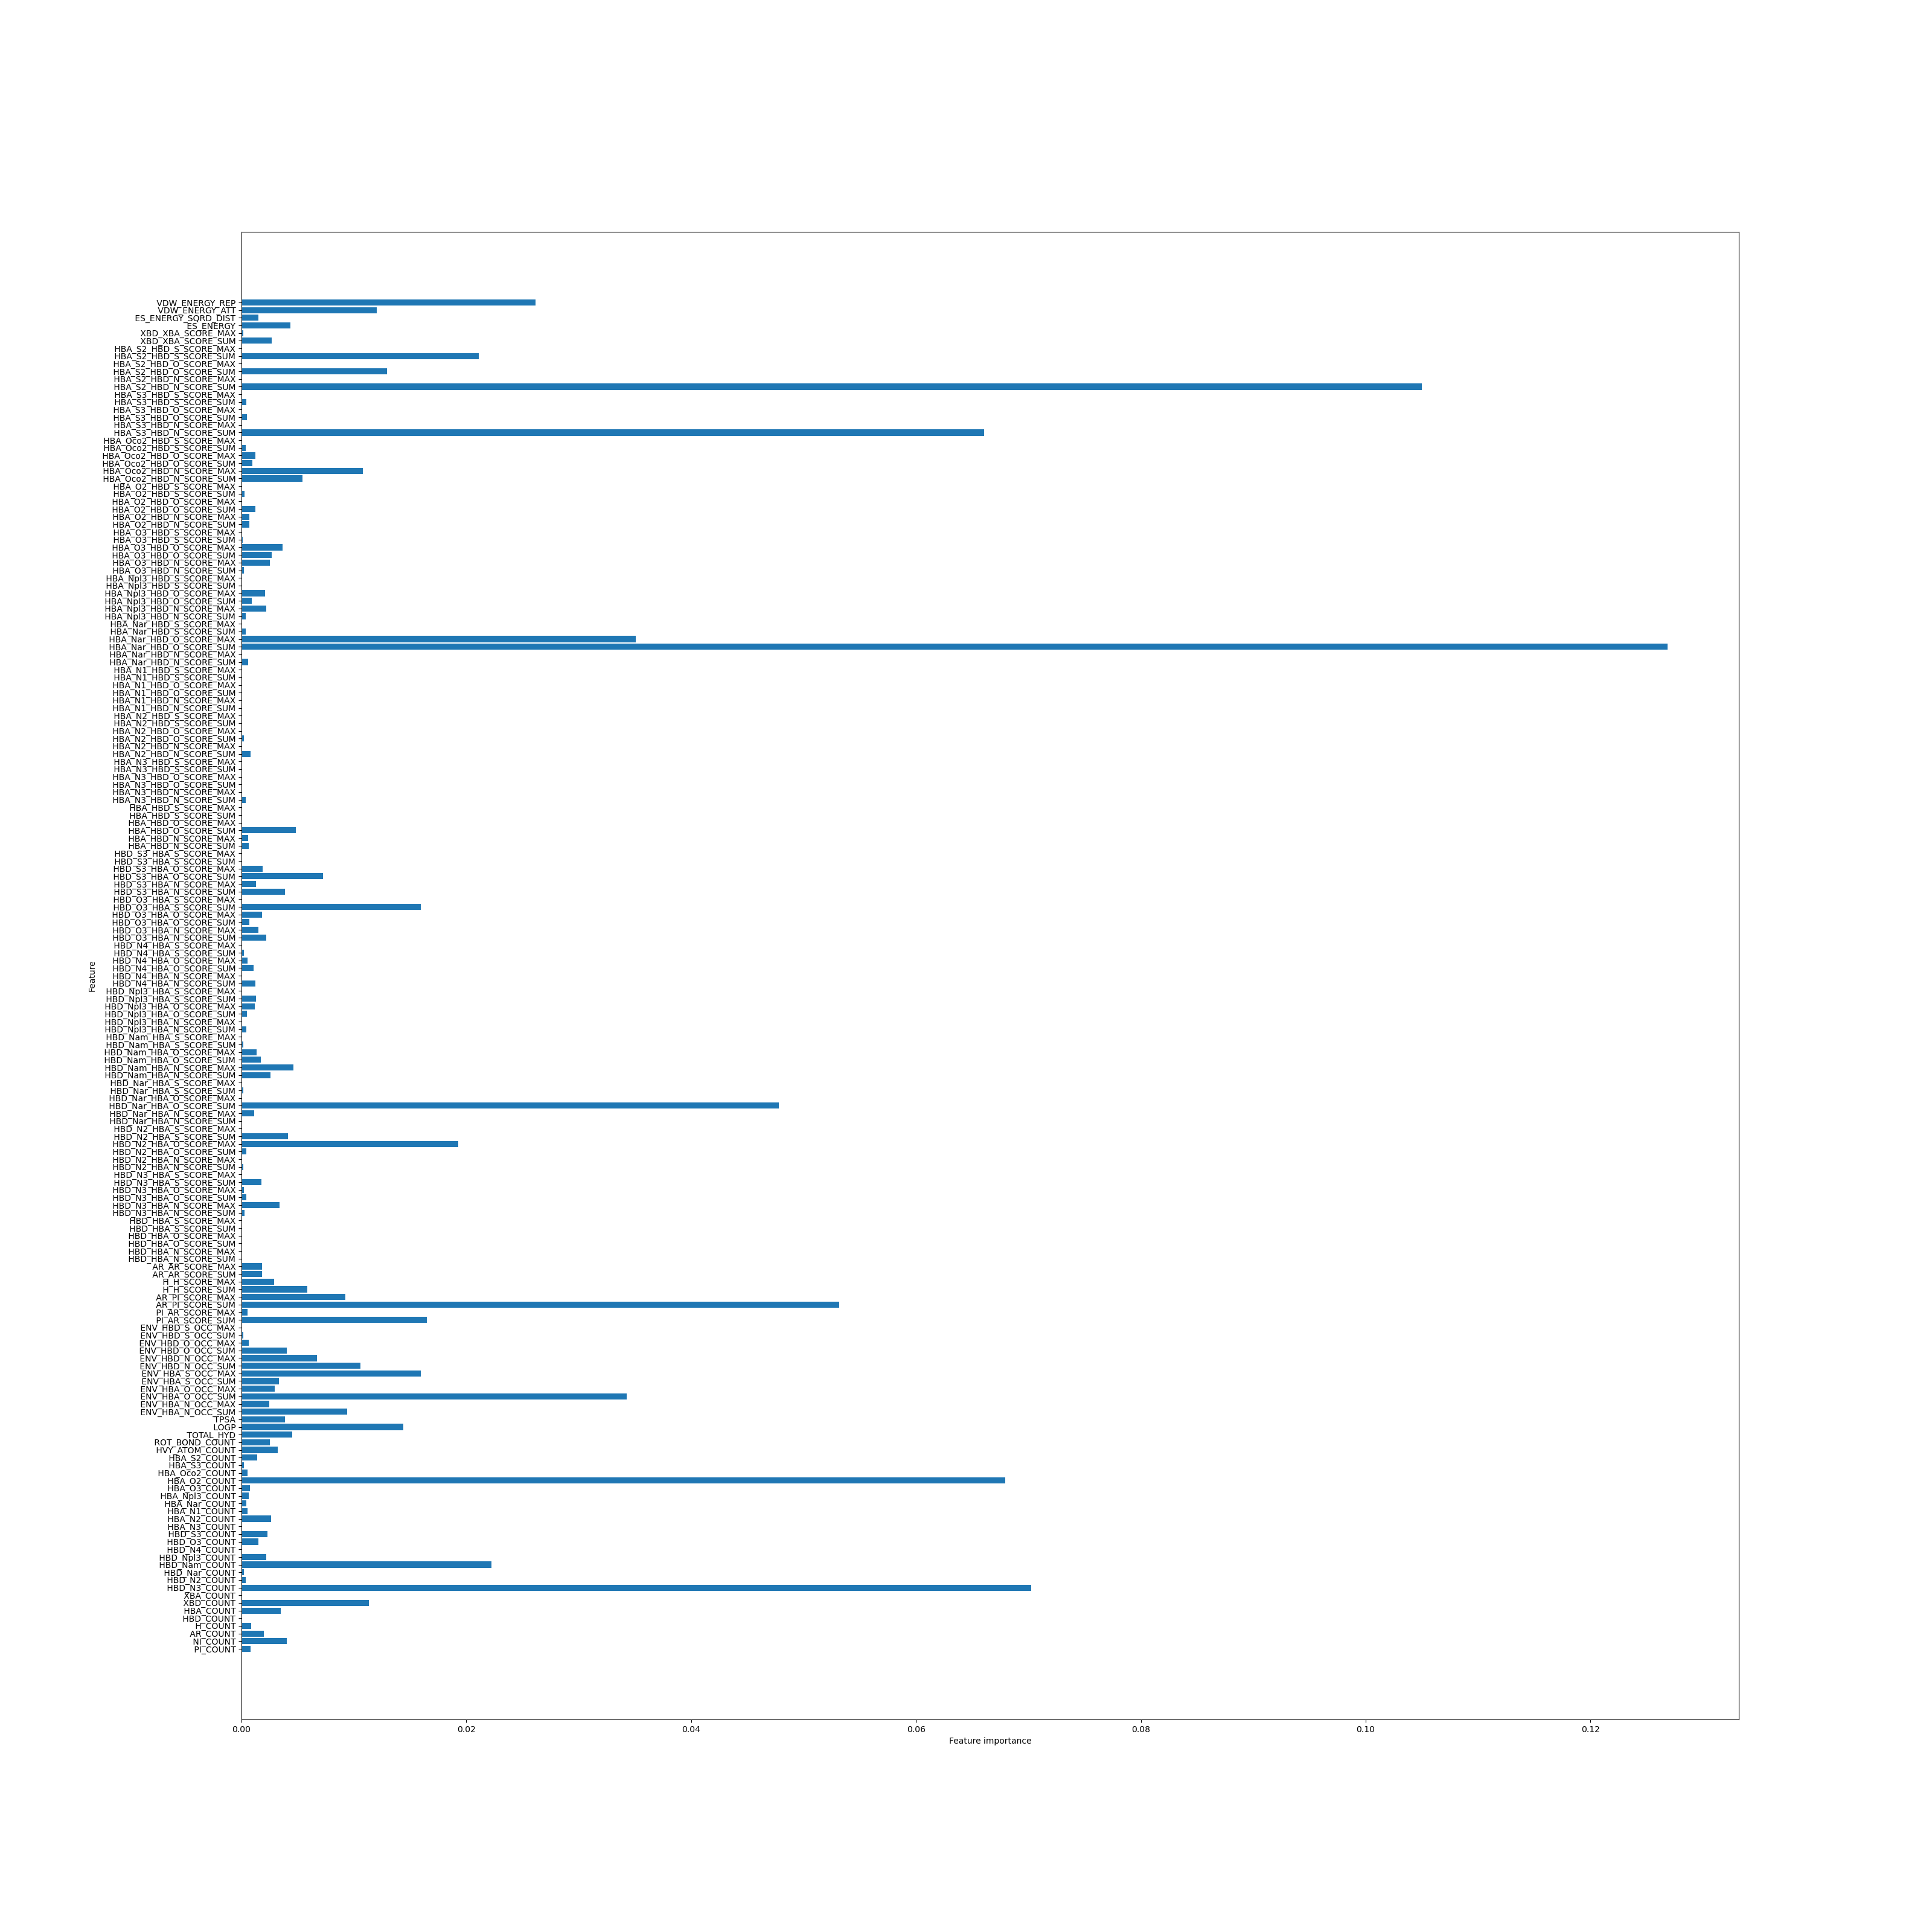 VDW_ENERGY_REP
VDW_ENERGY_ATT
ES_ENERGY_SQRD_DIST
ES_ENERGY
XBD_XBA_SCORE_MAX
XBD_XBA_SCORE_SUM
HBA_S2_HBD_S_SCORE_MAX
HBA_S2_HBD_S_SCORE_SUM
HBA_S2_HBD_O_SCORE_MAX
HBA_S2_HBD_O_SCORE_SUM
HBA_S2_HBD_N_SCORE_MAX
HBA_S2_HBD_N_SCORE_SUM
HBA_S3_HBD_S_SCORE_MAX
HBA_S3_HBD_S_SCORE_SUM
HBA_S3_HBD_O_SCORE_MAX
HBA_S3_HBD_O_SCORE_SUM
HBA_S3_HBD_N_SCORE_MAX
HBA_S3_HBD_N_SCORE_SUM
HBA_Oco2_HBD_S_SCORE_MAX
HBA_Oco2_HBD_S_SCORE_SUM
HBA_Oco2_HBD_O_SCORE_MAX
HBA_Oco2_HBD_O_SCORE_SUM
HBA_Oco2_HBD_N_SCORE_MAX
HBA_Oco2_HBD_N_SCORE_SUM
HBA_O2_HBD_S_SCORE_MAX
HBA_O2_HBD_S_SCORE_SUM
HBA_O2_HBD_O_SCORE_MAX
HBA_O2_HBD_O_SCORE_SUM
HBA_O2_HBD_N_SCORE_MAX
HBA_O2_HBD_N_SCORE_SUM
HBA_O3_HBD_S_SCORE_MAX
HBA_O3_HBD_S_SCORE_SUM
HBA_O3_HBD_O_SCORE_MAX
HBA_O3_HBD_O_SCORE_SUM
HBA_O3_HBD_N_SCORE_MAX
HBA_O3_HBD_N_SCORE_SUM
HBA_Npl3_HBD_S_SCORE_MAX
HBA_Npl3_HBD_S_SCORE_SUM
HBA_Npl3_HBD_O_SCORE_MAX
HBA_Npl3_HBD_O_SCORE_SUM
HBA_Npl3_HBD_N_SCORE_MAX
HBA_Npl3_HBD_N_SCORE_SUM
HBA_Nar_HBD_S_SCORE_MAX
HBA_Nar_HBD_S_SCORE_SUM
HBA_Nar_HBD_O_SCORE_MAX
HBA_Nar_HBD_O_SCORE_SUM
HBA_Nar_HBD_N_SCORE_MAX
HBA_Nar_HBD_N_SCORE_SUM
HBA_N1_HBD_S_SCORE_MAX
HBA_N1_HBD_S_SCORE_SUM
HBA_N1_HBD_O_SCORE_MAX
HBA_N1_HBD_O_SCORE_SUM
HBA_N1_HBD_N_SCORE_MAX
HBA_N1_HBD_N_SCORE_SUM
HBA_N2_HBD_S_SCORE_MAX
HBA_N2_HBD_S_SCORE_SUM
HBA_N2_HBD_O_SCORE_MAX
HBA_N2_HBD_O_SCORE_SUM
HBA_N2_HBD_N_SCORE_MAX
HBA_N2_HBD_N_SCORE_SUM
HBA_N3_HBD_S_SCORE_MAX
HBA_N3_HBD_S_SCORE_SUM
HBA_N3_HBD_O_SCORE_MAX
HBA_N3_HBD_O_SCORE_SUM
HBA_N3_HBD_N_SCORE_MAX
HBA_N3_HBD_N_SCORE_SUM
HBA_HBD_S_SCORE_MAX
HBA_HBD_S_SCORE_SUM
HBA_HBD_O_SCORE_MAX
HBA_HBD_O_SCORE_SUM
HBA_HBD_N_SCORE_MAX
HBA_HBD_N_SCORE_SUM
HBD_S3_HBA_S_SCORE_MAX
HBD_S3_HBA_S_SCORE_SUM
HBD_S3_HBA_O_SCORE_MAX
HBD_S3_HBA_O_SCORE_SUM
HBD_S3_HBA_N_SCORE_MAX
HBD_S3_HBA_N_SCORE_SUM
HBD_O3_HBA_S_SCORE_MAX
HBD_O3_HBA_S_SCORE_SUM
HBD_O3_HBA_O_SCORE_MAX
HBD_O3_HBA_O_SCORE_SUM
HBD_O3_HBA_N_SCORE_MAX
HBD_O3_HBA_N_SCORE_SUM
HBD_N4_HBA_S_SCORE_MAX
HBD_N4_HBA_S_SCORE_SUM
HBD_N4_HBA_O_SCORE_MAX
HBD_N4_HBA_O_SCORE_SUM
HBD_N4_HBA_N_SCORE_MAX
HBD_N4_HBA_N_SCORE_SUM
HBD_Npl3_HBA_S_SCORE_MAX
HBD_Npl3_HBA_S_SCORE_SUM
HBD_Npl3_HBA_O_SCORE_MAX
HBD_Npl3_HBA_O_SCORE_SUM
HBD_Npl3_HBA_N_SCORE_MAX
HBD_Npl3_HBA_N_SCORE_SUM
HBD_Nam_HBA_S_SCORE_MAX
HBD_Nam_HBA_S_SCORE_SUM
HBD_Nam_HBA_O_SCORE_MAX
HBD_Nam_HBA_O_SCORE_SUM
HBD_Nam_HBA_N_SCORE_MAX
HBD_Nam_HBA_N_SCORE_SUM
HBD_Nar_HBA_S_SCORE_MAX
HBD_Nar_HBA_S_SCORE_SUM
HBD_Nar_HBA_O_SCORE_MAX
HBD_Nar_HBA_O_SCORE_SUM
HBD_Nar_HBA_N_SCORE_MAX
HBD_Nar_HBA_N_SCORE_SUM
HBD_N2_HBA_S_SCORE_MAX
HBD_N2_HBA_S_SCORE_SUM
HBD_N2_HBA_O_SCORE_MAX
HBD_N2_HBA_O_SCORE_SUM
HBD_N2_HBA_N_SCORE_MAX
HBD_N2_HBA_N_SCORE_SUM
HBD_N3_HBA_S_SCORE_MAX
HBD_N3_HBA_S_SCORE_SUM
HBD_N3_HBA_O_SCORE_MAX
HBD_N3_HBA_O_SCORE_SUM
HBD_N3_HBA_N_SCORE_MAX
HBD_N3_HBA_N_SCORE_SUM
HBD_HBA_S_SCORE_MAX
HBD_HBA_S_SCORE_SUM
HBD_HBA_O_SCORE_MAX
HBD_HBA_O_SCORE_SUM
HBD_HBA_N_SCORE_MAX
HBD_HBA_N_SCORE_SUM
AR_AR_SCORE_MAX
AR_AR_SCORE_SUM
H_H_SCORE_MAX
H_H_SCORE_SUM
AR_PI_SCORE_MAX
AR_PI_SCORE_SUM
PI_AR_SCORE_MAX
PI_AR_SCORE_SUM
ENV_HBD_S_OCC_MAX
ENV_HBD_S_OCC_SUM
ENV_HBD_O_OCC_MAX
ENV_HBD_O_OCC_SUM
ENV_HBD_N_OCC_MAX
ENV_HBD_N_OCC_SUM
ENV_HBA_S_OCC_MAX
ENV_HBA_S_OCC_SUM
ENV_HBA_O_OCC_MAX
ENV_HBA_O_OCC_SUM
ENV_HBA_N_OCC_MAX
ENV_HBA_N_OCC_SUM
TPSA
LOGP
TOTAL_HYD
ROT_BOND_COUNT
HVY_ATOM_COUNT
HBA_S2_COUNT
HBA_S3_COUNT
HBA_Oco2_COUNT
HBA_O2_COUNT
HBA_O3_COUNT
HBA_Npl3_COUNT
HBA_Nar_COUNT
HBA_N1_COUNT
HBA_N2_COUNT
HBA_N3_COUNT
HBD_S3_COUNT
HBD_O3_COUNT
HBD_N4_COUNT
HBD_Npl3_COUNT
HBD_Nam_COUNT
HBD_Nar_COUNT
HBD_N2_COUNT
HBD_N3_COUNT
XBA_COUNT
XBD_COUNT
HBA_COUNT
HBD_COUNT
H_COUNT
AR_COUNT
NI_COUNT
PI_COUNT
Feature
0.00 0.02 0.04 0.06 0.08 0.10 0.12
Feature importance